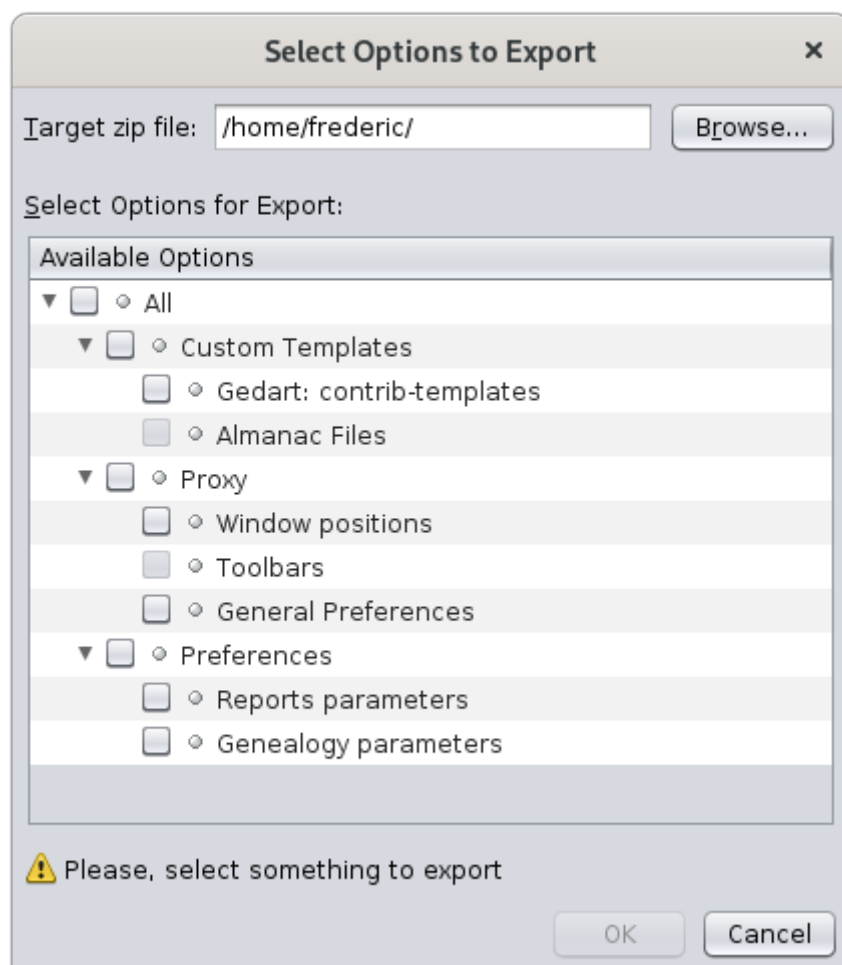 Select Options to Export
Target zip file: /home/frederic/ Browse...
Select Options for Export:
Available Options
All
Custom Templates
Gedart: contrib-templates
Almanac Files
Proxy
Window positions
Toolbars
General Preferences
Preferences
Reports parameters
Genealogy parameters
Please, select something to export
OK Cancel